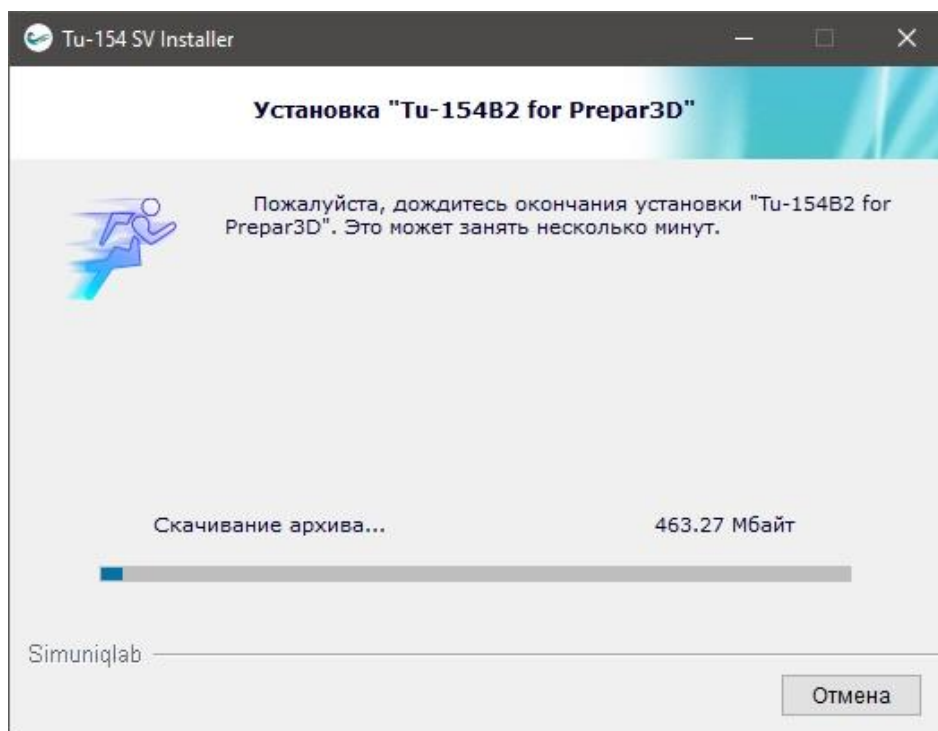 Tu-154 SV Installer
Установка "Tu-154B2 for Prepar3D"
Пожалуйста, дождитесь окончания установки "Tu-154B2 for
Prepar3D". Это может занять несколько минут.
Скачивание архива... 463.27 Мбайт
Simuniqlab
Отмена